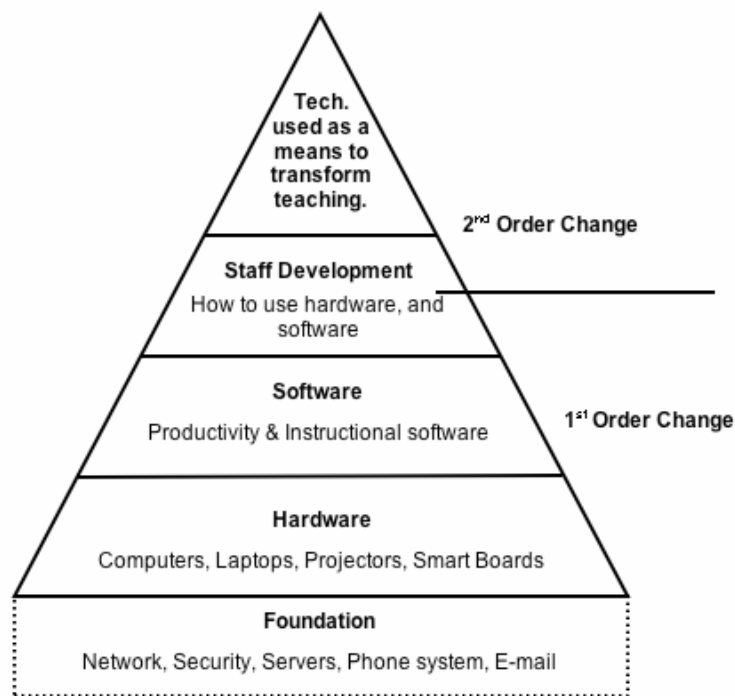 Tech.
used as a
means to
transform
teaching.
2nd Order Change
Staff Development
How to use hardware, and
software
Software
Productivity & Instructional software
1st Order Change
Hardware
Computers, Laptops, Projectors, Smart Boards
Foundation
Network, Security, Servers, Phone system, E-mail